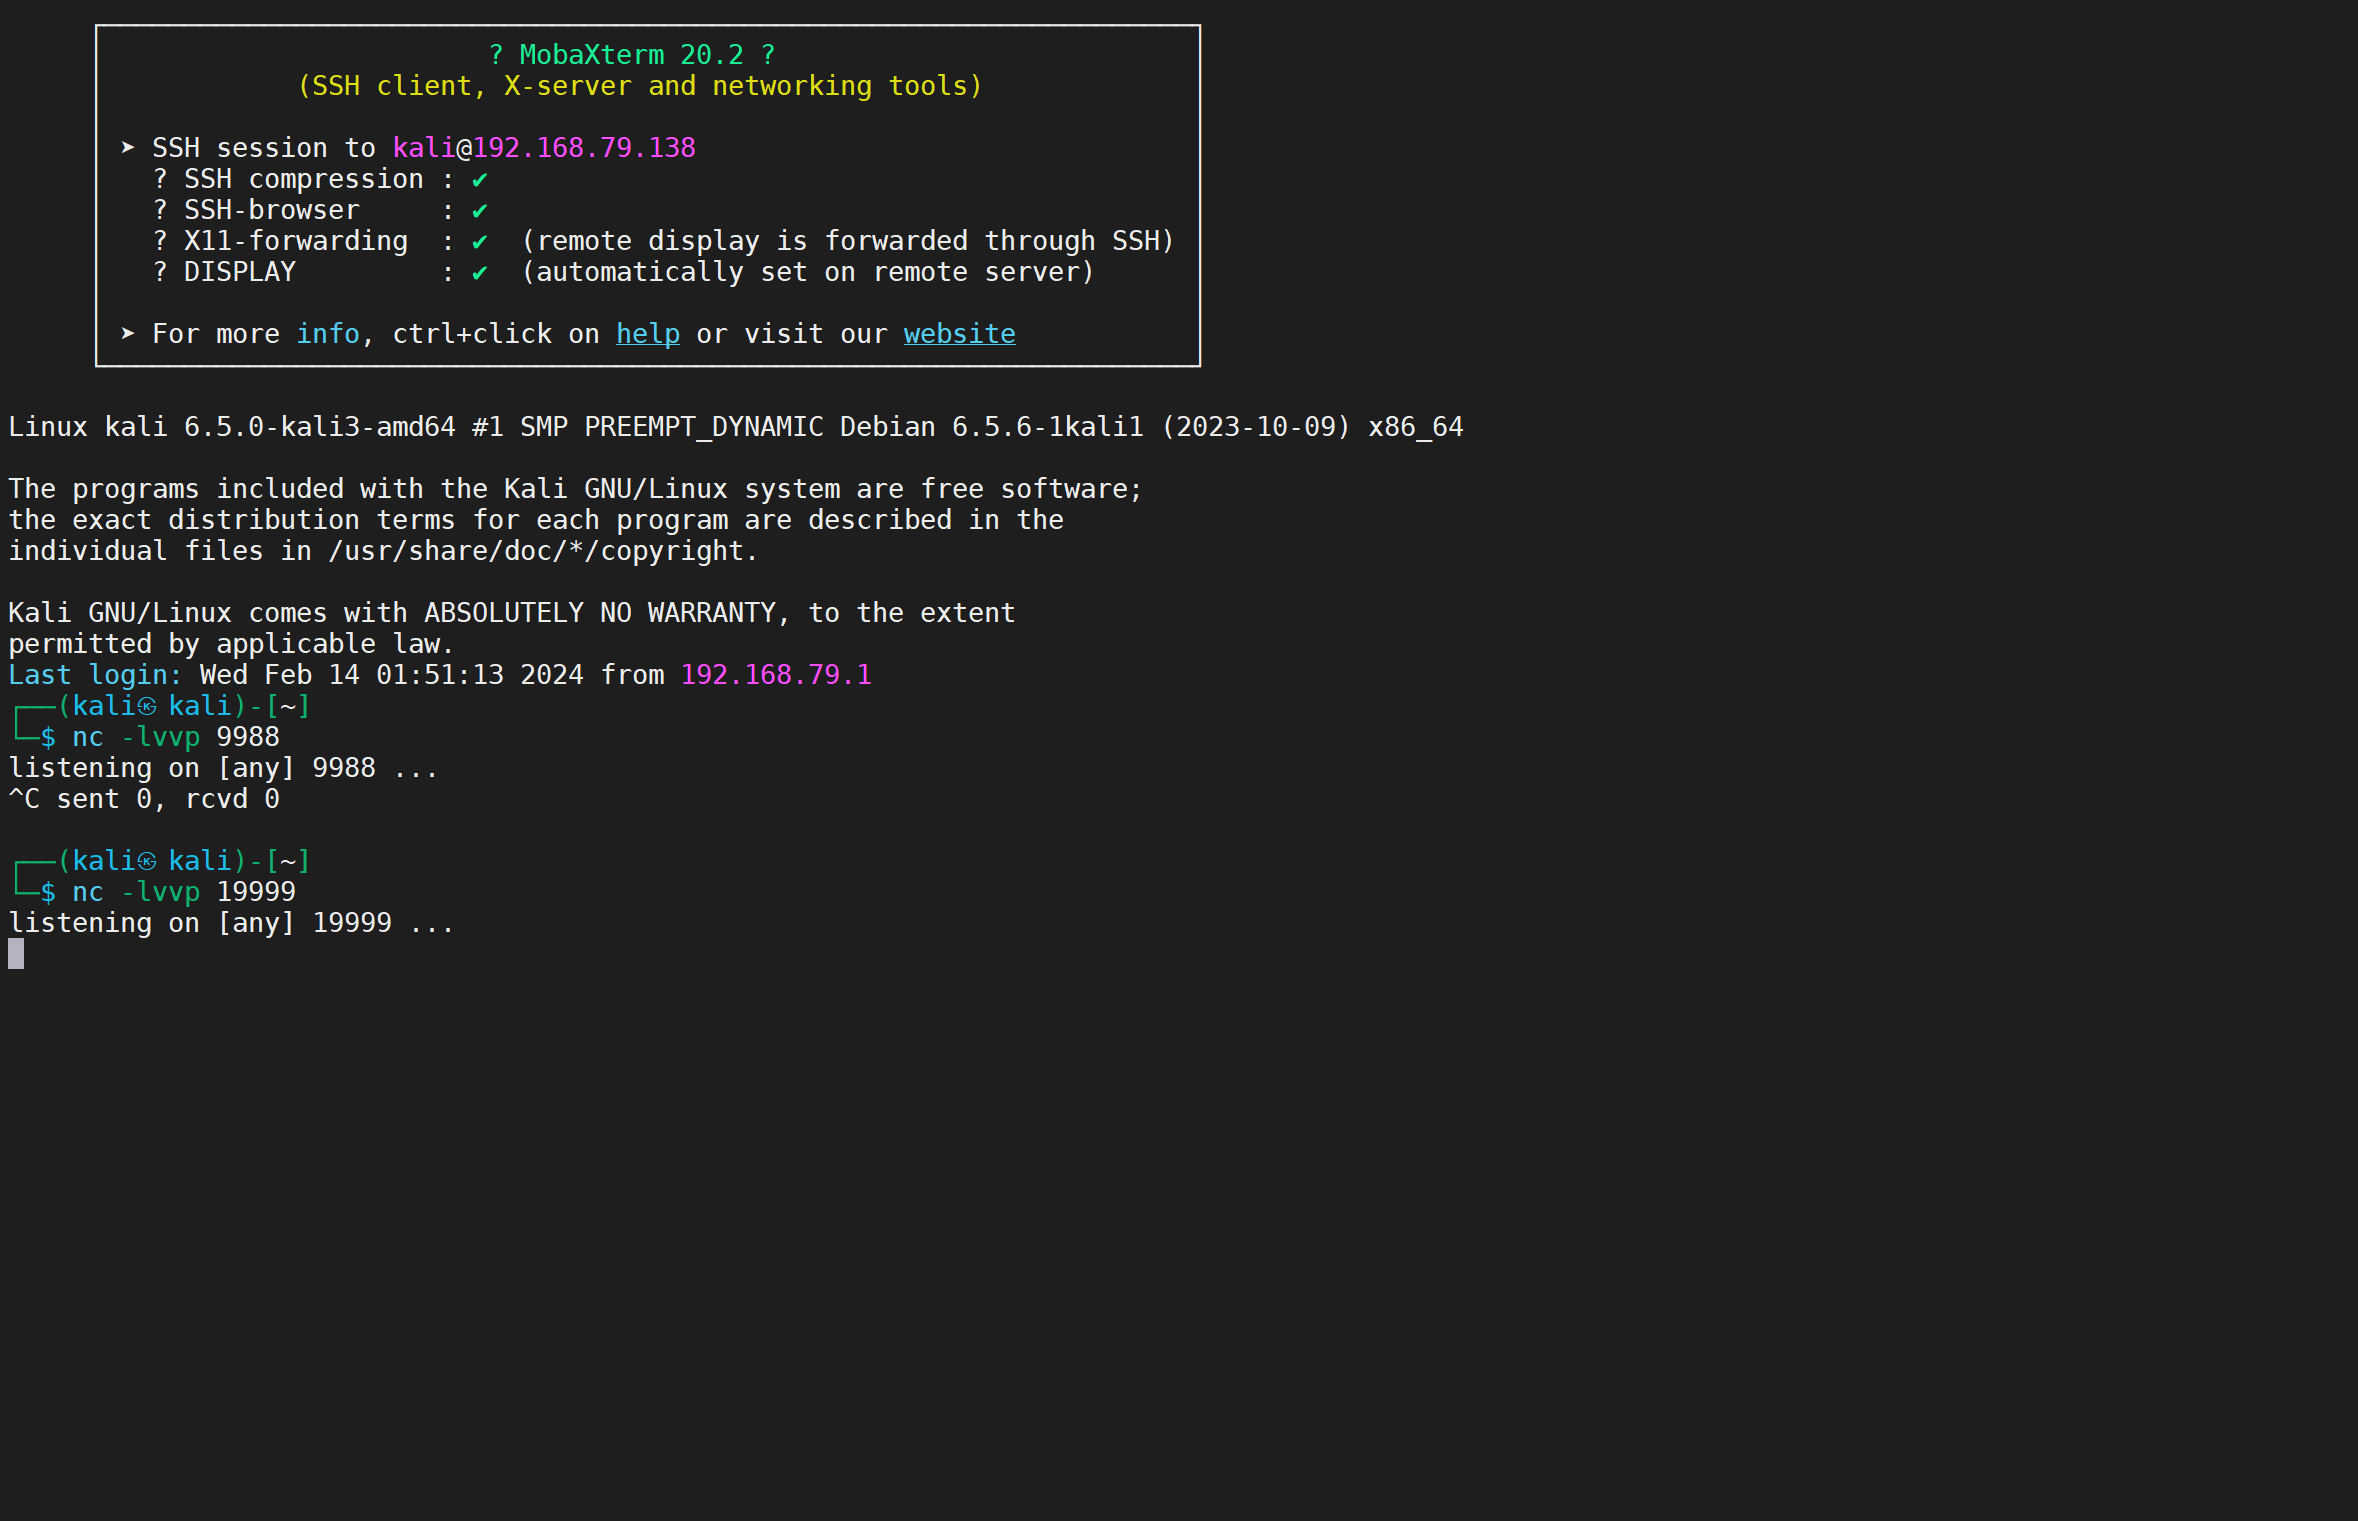 ? MobaXterm 20.2 ?
(SSH client, X-server and networking tools)
➤ SSH session to kali@192.168.79.138
? SSH compression : ✔
? SSH-browser     : ✔
? X11-forwarding  : ✔  (remote display is forwarded through SSH)
? DISPLAY         : ✔  (automatically set on remote server)
➤ For more info, ctrl+click on help or visit our website
Linux kali 6.5.0-kali3-amd64 #1 SMP PREEMPT_DYNAMIC Debian 6.5.6-1kali1 (2023-10-09) x86_64
The programs included with the Kali GNU/Linux system are free software;
the exact distribution terms for each program are described in the
individual files in /usr/share/doc/*/copyright.
Kali GNU/Linux comes with ABSOLUTELY NO WARRANTY, to the extent
permitted by applicable law.
Last login: Wed Feb 14 01:51:13 2024 from 192.168.79.1
┌──(kali㉿kali)-[~]
└─$ nc -lvvp 9988
listening on [any] 9988 ...
^C sent 0, rcvd 0
┌──(kali㉿kali)-[~]
└─$ nc -lvvp 19999
listening on [any] 19999 ...